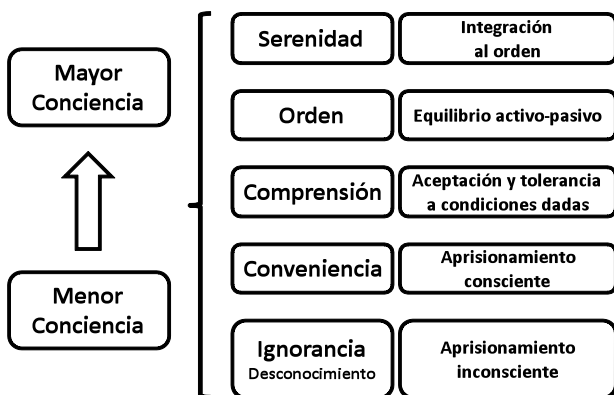 Mayor
Conciencia
Menor
Conciencia
Serenidad
Integración
al orden
Orden
Equilibrio activo-pasivo
Comprensión
Aceptación y tolerancia
a condiciones dadas
Conveniencia
Aprisionamiento
consciente
Ignorancia
Desconocimiento
Aprisionamiento
inconsciente